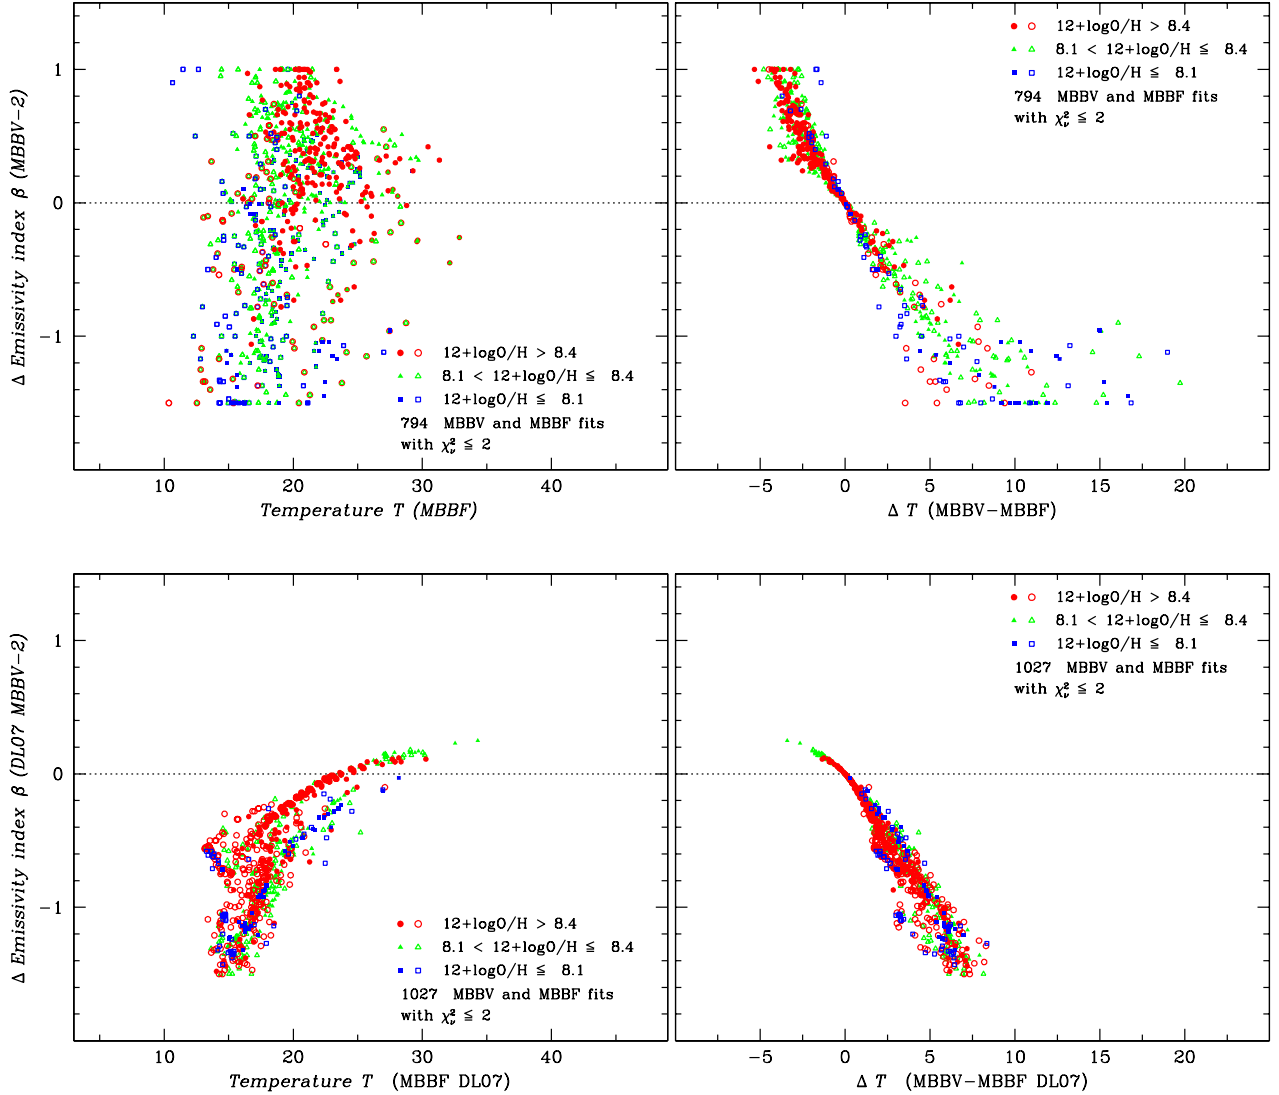 Δ Emissivity index β (MBBV−2)
1
0
−1
12+logO/H > 8.4
8.1 < 12+logO/H ≦ 8.4
12+logO/H ≦ 8.1
794 MBBV and MBBF fits
with χ²ᵥ ≦ 2
10 20 30 40
Temperature T (MBBF)
12+logO/H > 8.4
8.1 < 12+logO/H ≦ 8.4
12+logO/H ≦ 8.1
794 MBBV and MBBF fits
with χ²ᵥ ≦ 2
−5 0 5 10 15 20
Δ T (MBBV−MBBF)
Δ Emissivity index β (DL07 MBBV−2)
1
0
−1
12+logO/H > 8.4
8.1 < 12+logO/H ≦ 8.4
12+logO/H ≦ 8.1
1027 MBBV and MBBF fits
with χ²ᵥ ≦ 2
10 20 30 40
Temperature T (MBBF DL07)
12+logO/H > 8.4
8.1 < 12+logO/H ≦ 8.4
12+logO/H ≦ 8.1
1027 MBBV and MBBF fits
with χ²ᵥ ≦ 2
−5 0 5 10 15 20
Δ T (MBBV−MBBF DL07)